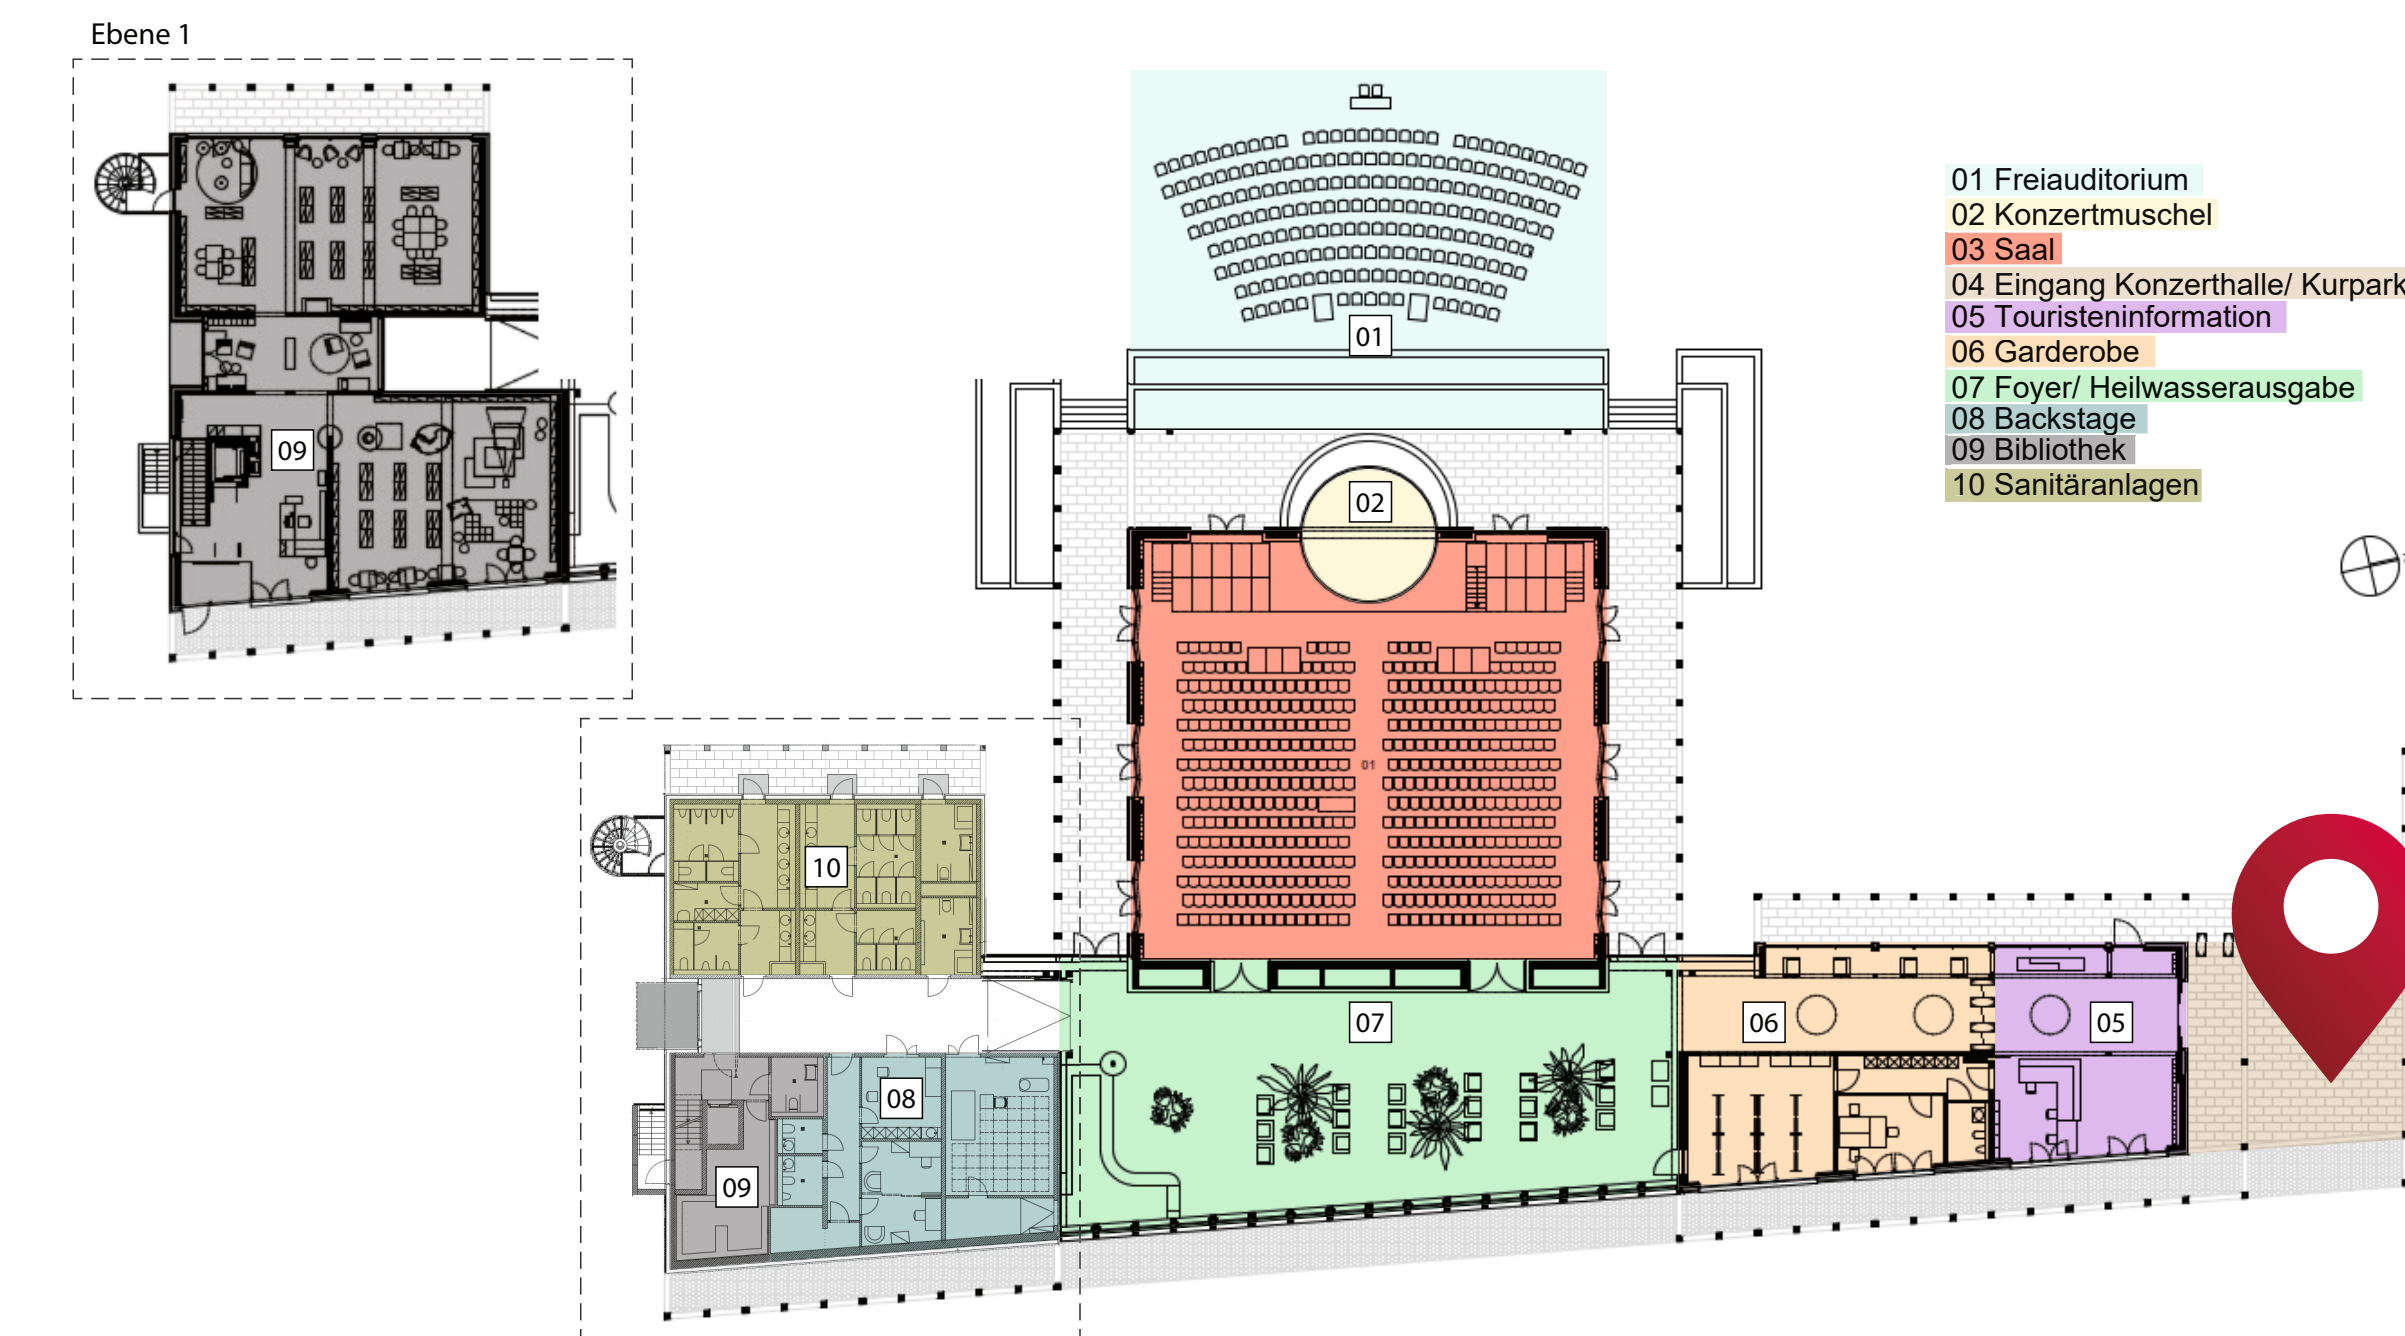 Ebene 1
01 Freiauditorium
02 Konzertmuschel
03 Saal
04 Eingang Konzerthalle/ Kurpark
05 Touristeninformation
06 Garderobe
07 Foyer/ Heilwasserausgabe
08 Backstage
09 Bibliothek
10 Sanitäranlagen
01
09
02
01
10
07
06
05
08
09